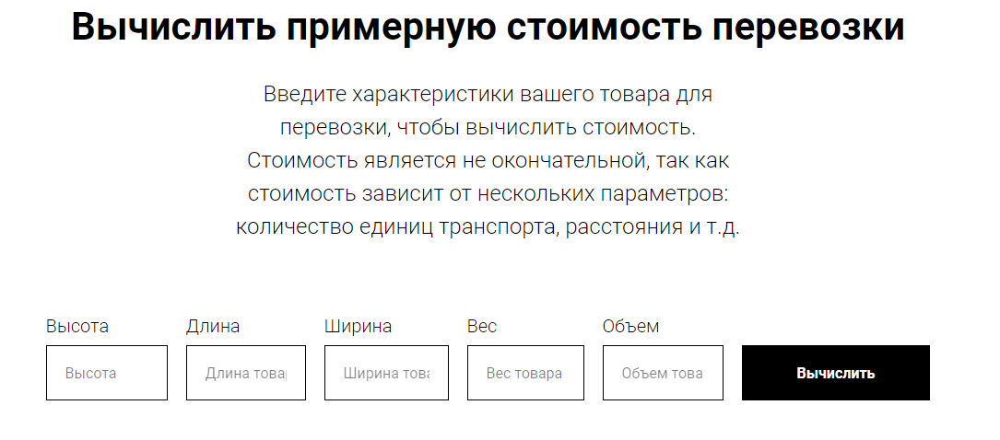 Вычислить примерную стоимость перевозки
Введите характеристики вашего товара для
перевозки, чтобы вычислить стоимость.
Стоимость является не окончательной, так как
стоимость зависит от нескольких параметров:
количество единиц транспорта, расстояния и т.д.
Высота Длина Ширина Вес Объем
Высота Длина това Ширина това Вес товара Объем това Вычислить